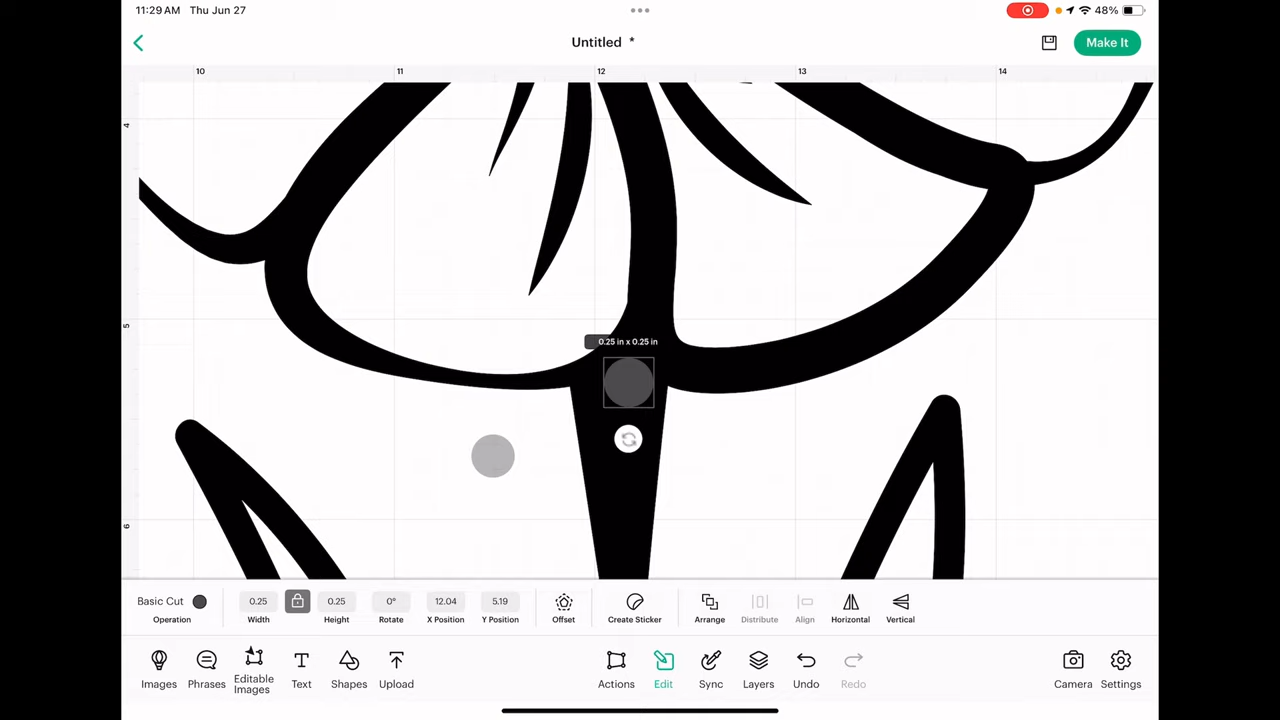 11:29 AM Thu Jun 27
48%
Untitled *
Make It
10 11 12 13 14
4
5
6
0.25 in x 0.25 in
Basic Cut
Operation
0.25
Width
0.25
Height
0°
Rotate
12.04
X Position
5.19
Y Position
Offset
Create Sticker
Arrange
Distribute
Align
Horizontal
Vertical
Images
Phrases
Editable
Images
Text
Shapes
Upload
Actions
Edit
Sync
Layers
Undo
Redo
Camera
Settings